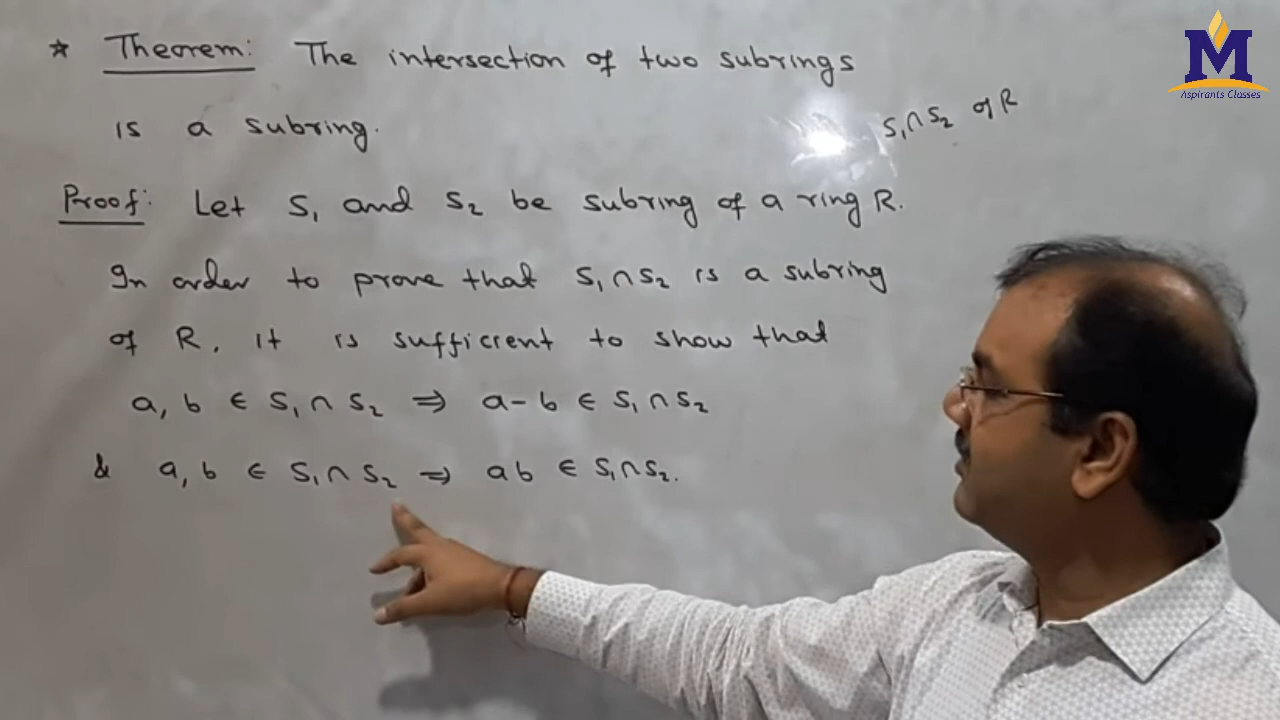 * Theorem: The intersection of two subrings
is a subring.
S₁∩S₂ of R
Proof: Let S₁ and S₂ be subring of a ring R.
In order to prove that S₁∩S₂ is a subring
of R, it is sufficient to show that
a, b ∈ S₁∩S₂ ⇒ a-b ∈ S₁∩S₂
& a, b ∈ S₁∩S₂ ⇒ ab ∈ S₁∩S₂.
M
Aspirants Classes